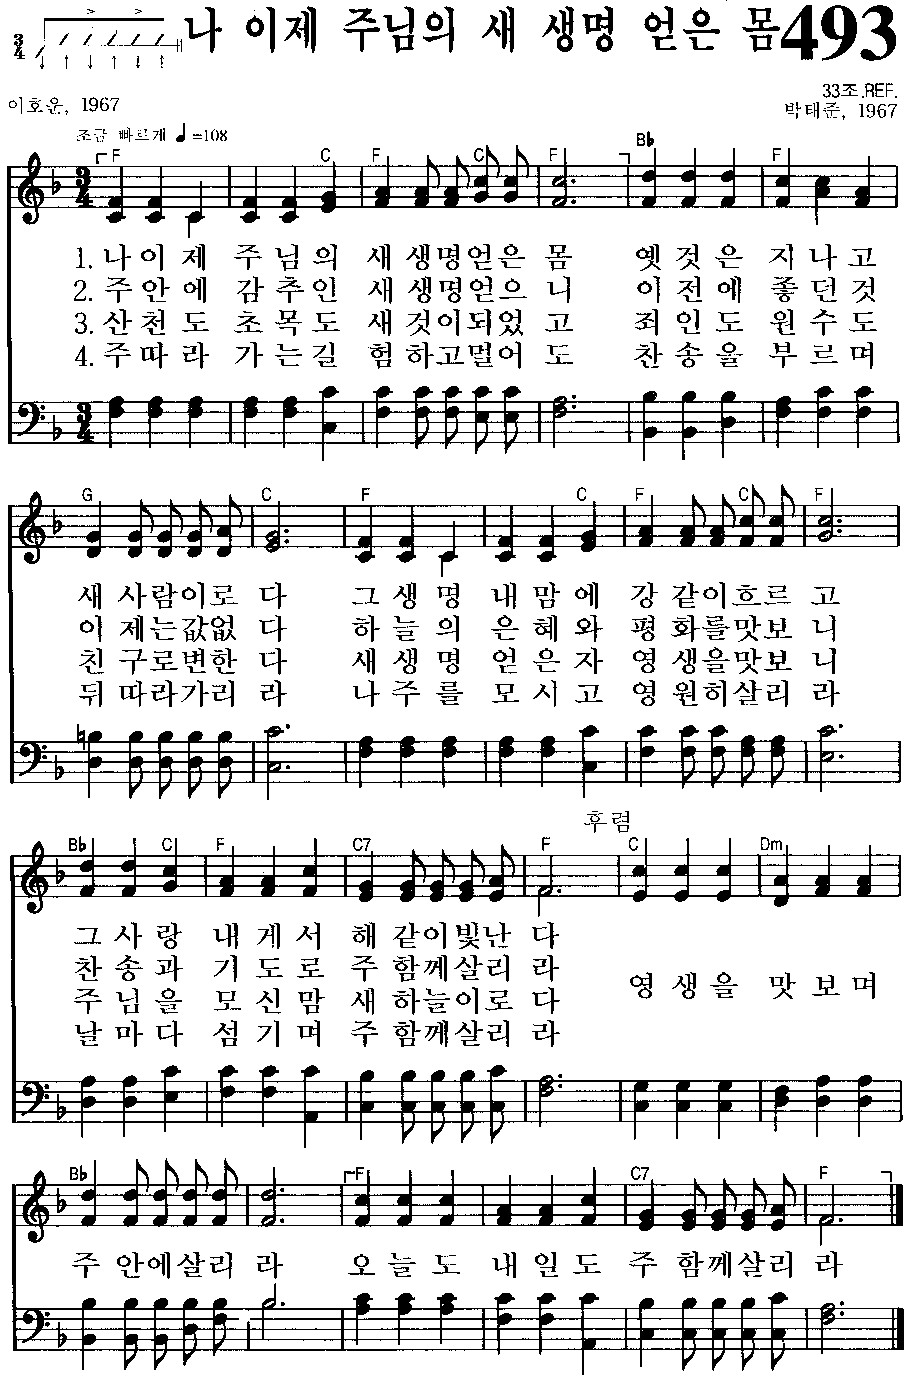 나 이제 주님의 새 생명 얻은 몸 493
33조.REF.
이호운, 1967
박태준, 1967
조금 빠르게 ♩=108
F C F C F B♭ F
1. 나 이 제 주 님 의 새 생 명 얻 은 몸 옛 것 은 지 나 고
2. 주 안 에 감 추 인 새 생 명 얻 으 니 이 전 에 좋 던 것
3. 산 천 도 초 목 도 새 것 이 되 었 고 죄 인 도 원 수 도
4. 주 따 라 가 는 길 험 하 고 멀 어 도 찬 송 을 부 르 며
G C F C F C F
새 사 람 이 로 다 그 생 명 내 맘 에 강 같 이 흐 르 고
이 제 는 값 없 다 하 늘 의 은 혜 와 평 화 를 맛 보 니
친 구 로 변 한 다 새 생 명 얻 은 자 영 생 을 맛 보 니
뒤 따 라 가 리 라 나 주 를 모 시 고 영 원 히 살 리 라
후렴
B♭ C F C7 F C Dm
그 사 랑 내 게 서 해 같 이 빛 난 다
찬 송 과 기 도 로 주 함 께 살 리 라
영 생 을 맛 보 며
주 님 을 모 신 맘 새 하 늘 이 로 다
날 마 다 섬 기 며 주 함 께 살 리 라
B♭ F C7 F
주 안 에 살 리 라 오 늘 도 내 일 도 주 함 께 살 리 라